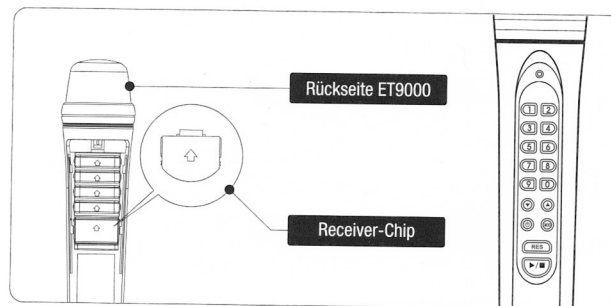 Rückseite ET9000
Receiver-Chip
1 2
3 4
5 6
7 8
9 0
RES
▶/■